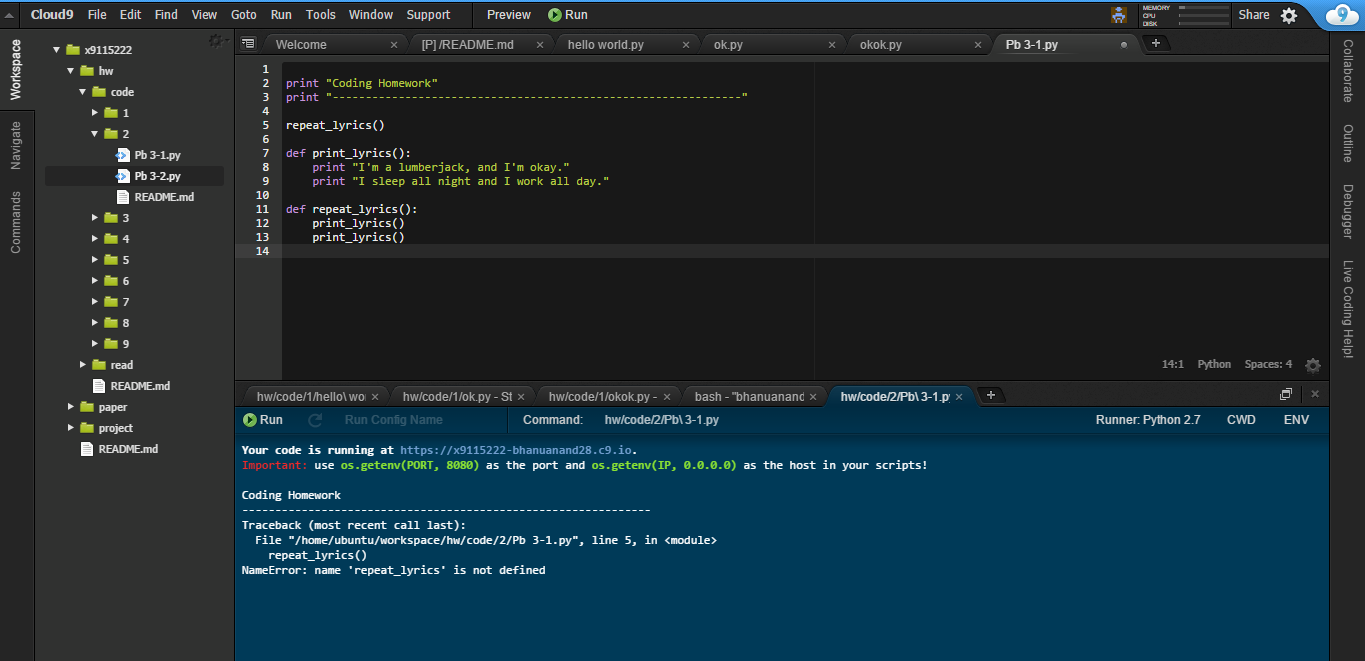 Cloud9 File Edit Find View Goto Run Tools Window Support Preview Run MEMORY CPU DISK Share 9
Workspace
Navigate
Commands
x9115222
hw
code
1
2
Pb 3-1.py
Pb 3-2.py
README.md
3
4
5
6
7
8
9
read
README.md
paper
project
README.md
Welcome × [P] /README.md × hello world.py × ok.py × okok.py × Pb 3-1.py +
1
2 print "Coding Homework"
3 print "--------------------------------------------------------------"
4
5 repeat_lyrics()
6
7 def print_lyrics():
8 print "I'm a lumberjack, and I'm okay."
9 print "I sleep all night and I work all day."
10
11 def repeat_lyrics():
12 print_lyrics()
13 print_lyrics()
14
14:1 Python Spaces: 4
hw/code/1/hello\ wo × hw/code/1/ok.py - St × hw/code/1/okok.py - × bash - "bhanuanand × hw/code/2/Pb\ 3-1.py × +
Run Run Config Name Command: hw/code/2/Pb\ 3-1.py Runner: Python 2.7 CWD ENV
Your code is running at https://x9115222-bhanuanand28.c9.io.
Important: use os.getenv(PORT, 8080) as the port and os.getenv(IP, 0.0.0.0) as the host in your scripts!
Coding Homework
--------------------------------------------------------------
Traceback (most recent call last):
File "/home/ubuntu/workspace/hw/code/2/Pb 3-1.py", line 5, in <module>
repeat_lyrics()
NameError: name 'repeat_lyrics' is not defined
Collaborate
Outline
Debugger
Live Coding Help!